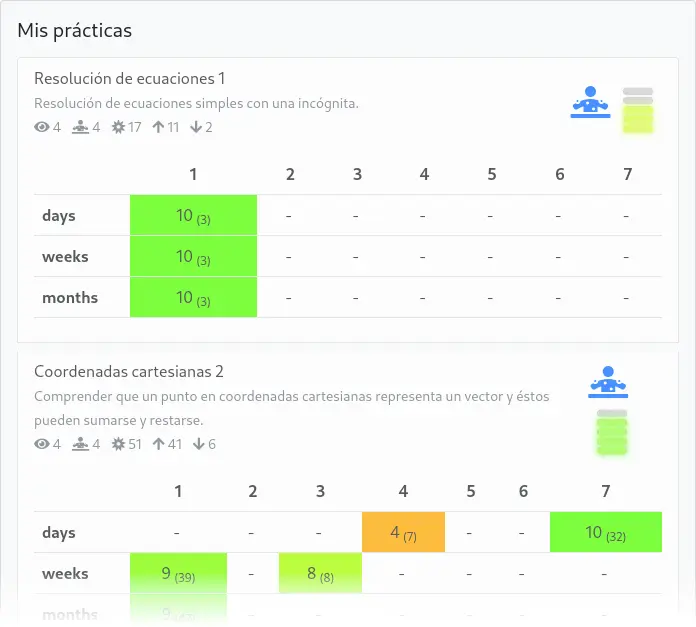 Mis prácticas
Resolución de ecuaciones 1
Resolución de ecuaciones simples con una incógnita.
4 4 17 11 2
1 2 3 4 5 6 7
days 10 (3) - - - - - -
weeks 10 (3) - - - - - -
months 10 (3) - - - - - -
Coordenadas cartesianas 2
Comprender que un punto en coordenadas cartesianas representa un vector y éstos
pueden sumarse y restarse.
4 4 51 41 6
1 2 3 4 5 6 7
days - - - 4 (7) - - 10 (32)
weeks 9 (39) - 8 (8) - - - -
months 9